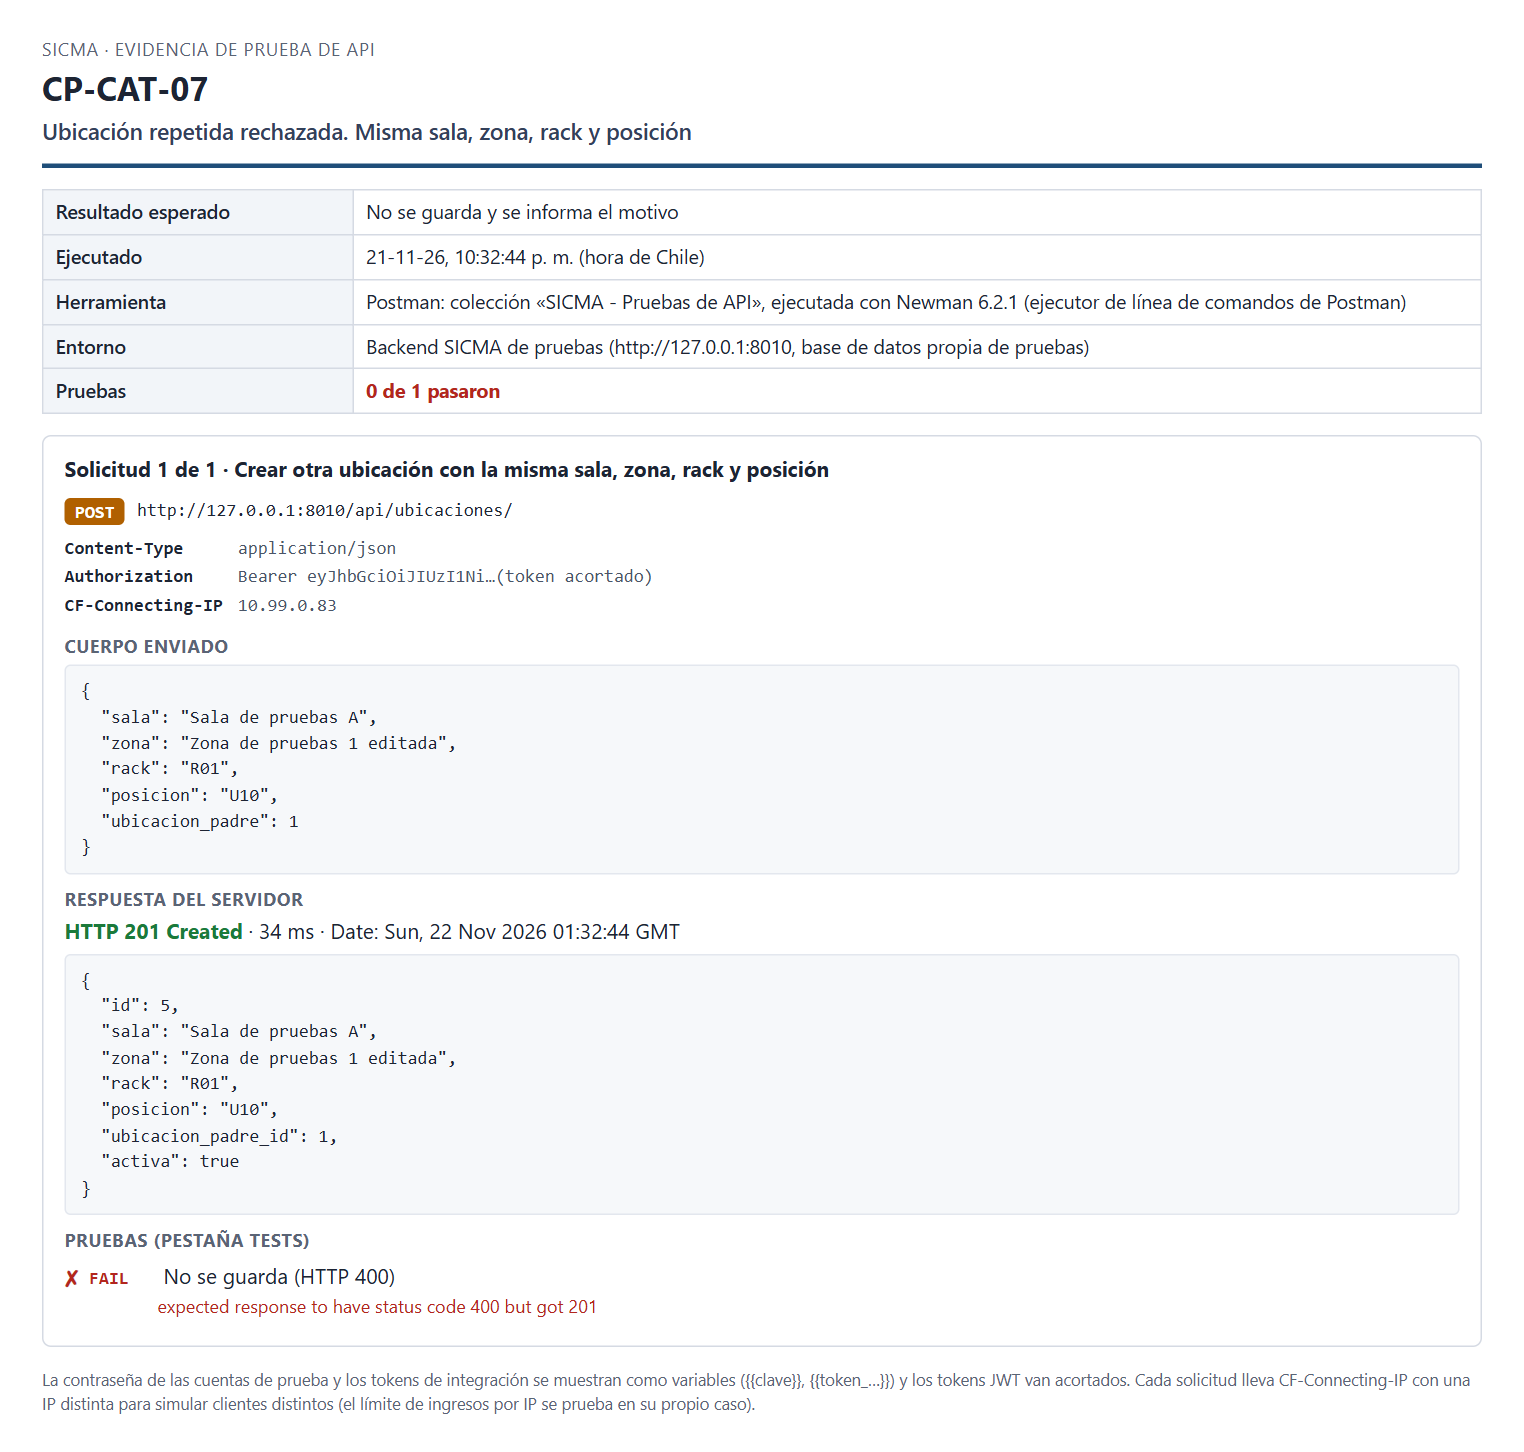 SICMA · EVIDENCIA DE PRUEBA DE API
CP-CAT-07
Ubicación repetida rechazada. Misma sala, zona, rack y posición
Resultado esperado No se guarda y se informa el motivo
Ejecutado 21-11-26, 10:32:44 p. m. (hora de Chile)
Herramienta Postman: colección «SICMA - Pruebas de API», ejecutada con Newman 6.2.1 (ejecutor de línea de comandos de Postman)
Entorno Backend SICMA de pruebas (http://127.0.0.1:8010, base de datos propia de pruebas)
Pruebas 0 de 1 pasaron
Solicitud 1 de 1 · Crear otra ubicación con la misma sala, zona, rack y posición
POST http://127.0.0.1:8010/api/ubicaciones/
Content-Type application/json
Authorization Bearer eyJhbGciOiJIUzI1Ni…(token acortado)
CF-Connecting-IP 10.99.0.83
CUERPO ENVIADO
{
"sala": "Sala de pruebas A",
"zona": "Zona de pruebas 1 editada",
"rack": "R01",
"posicion": "U10",
"ubicacion_padre": 1
}
RESPUESTA DEL SERVIDOR
HTTP 201 Created · 34 ms · Date: Sun, 22 Nov 2026 01:32:44 GMT
{
"id": 5,
"sala": "Sala de pruebas A",
"zona": "Zona de pruebas 1 editada",
"rack": "R01",
"posicion": "U10",
"ubicacion_padre_id": 1,
"activa": true
}
PRUEBAS (PESTAÑA TESTS)
✗ FAIL No se guarda (HTTP 400)
expected response to have status code 400 but got 201
La contraseña de las cuentas de prueba y los tokens de integración se muestran como variables ({{clave}}, {{token_…}}) y los tokens JWT van acortados. Cada solicitud lleva CF-Connecting-IP con una
IP distinta para simular clientes distintos (el límite de ingresos por IP se prueba en su propio caso).